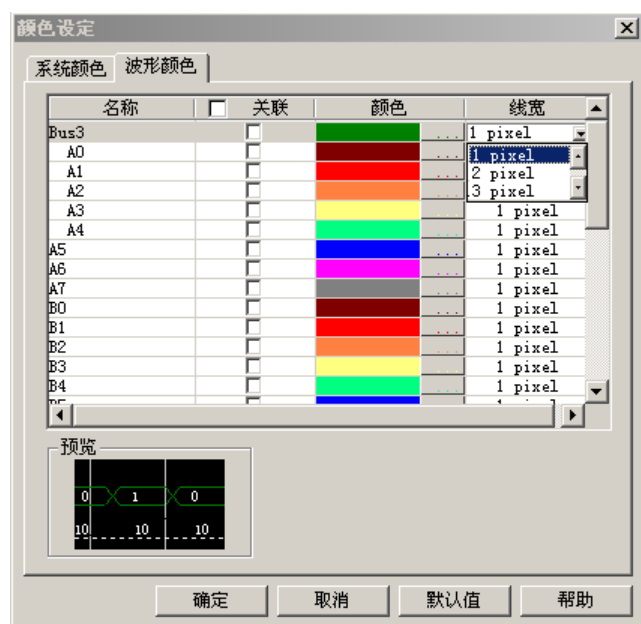 颜色设定
系统颜色 波形颜色
名称 关联 颜色 线宽
Bus3 ... 1 pixel
A0 ... 1 pixel
A1 ... 2 pixel
A2 ... 3 pixel
A3 ... 1 pixel
A4 ... 1 pixel
A5 ... 1 pixel
A6 ... 1 pixel
A7 ... 1 pixel
B0 ... 1 pixel
B1 ... 1 pixel
B2 ... 1 pixel
B3 ... 1 pixel
B4 ... 1 pixel
预览
0 1 0
10 10 10
确定 取消 默认值 帮助